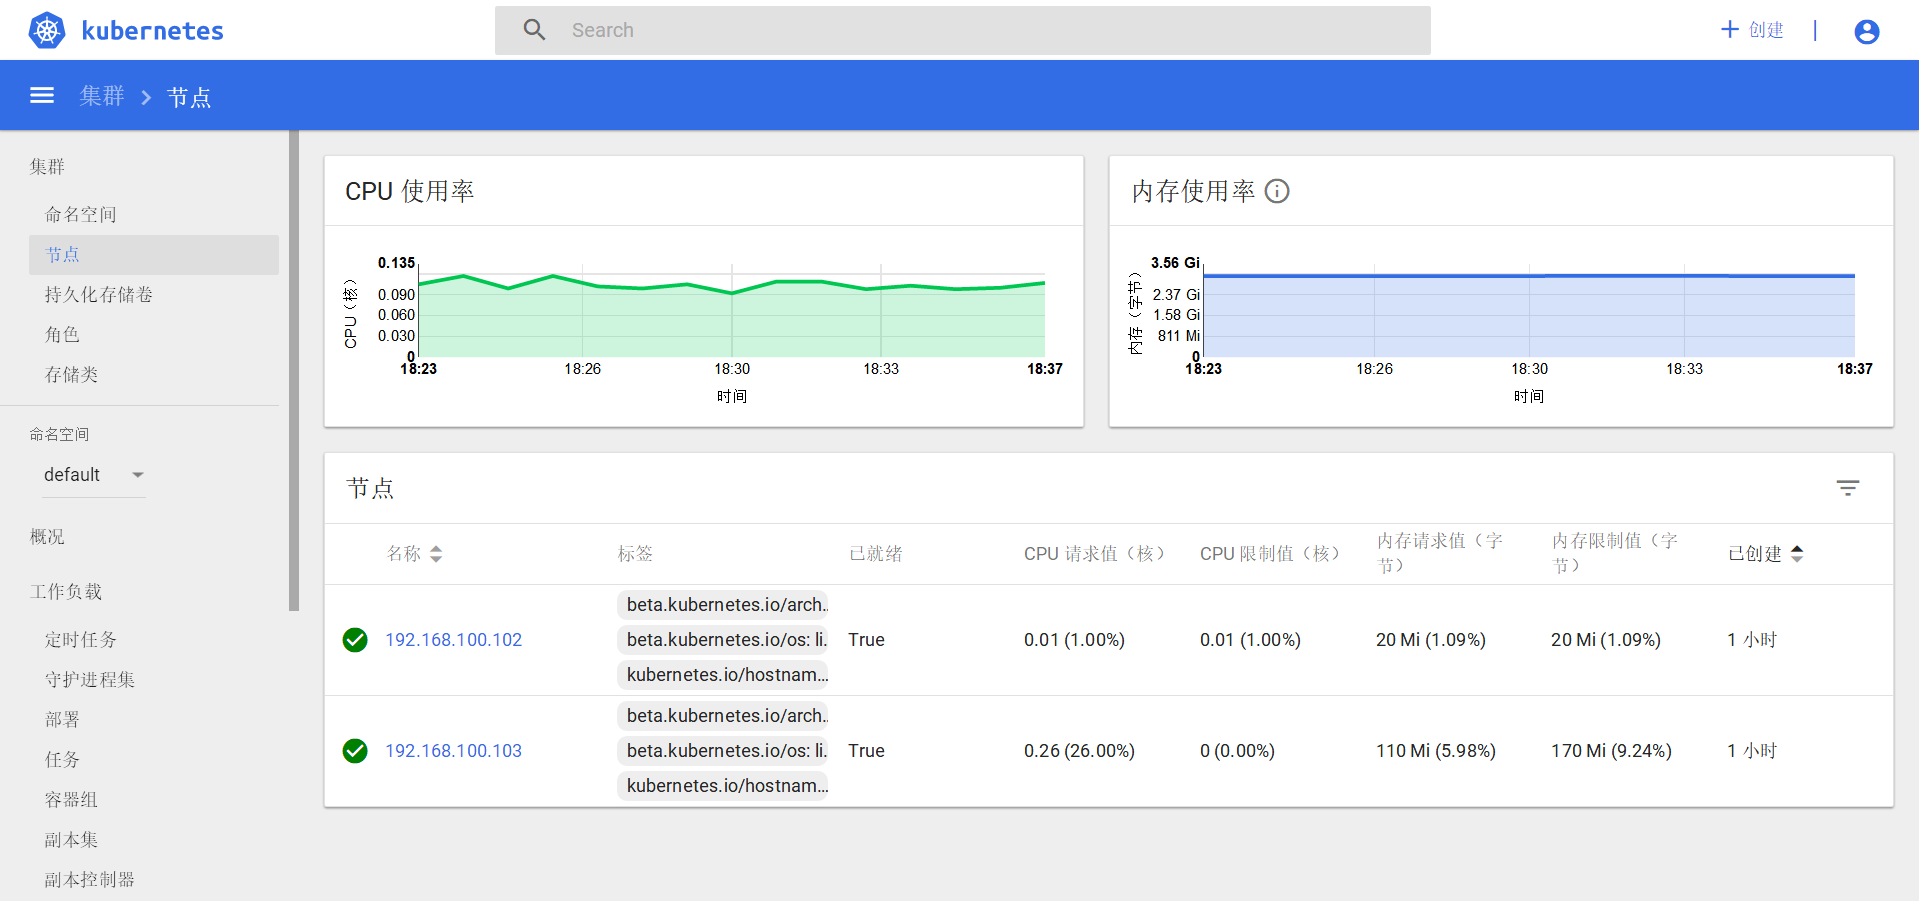 kubernetes
Search
创建
集群
节点
集群
命名空间
节点
持久化存储卷
角色
存储类
命名空间
default
概况
工作负载
定时任务
守护进程集
部署
任务
容器组
副本集
副本控制器
CPU 使用率
CPU（核）
0.135
0.090
0.060
0.030
0
18:23 18:26 18:30 18:33 18:37
时间
内存使用率
内存（字节）
3.56 Gi
2.37 Gi
1.58 Gi
811 Mi
0
18:23 18:26 18:30 18:33 18:37
时间
节点
名称 标签 已就绪 CPU 请求值（核） CPU 限制值（核） 内存请求值（字节） 内存限制值（字节） 已创建
beta.kubernetes.io/arch..
192.168.100.102 beta.kubernetes.io/os: li. True 0.01 (1.00%) 0.01 (1.00%) 20 Mi (1.09%) 20 Mi (1.09%) 1 小时
kubernetes.io/hostnam...
beta.kubernetes.io/arch..
192.168.100.103 beta.kubernetes.io/os: li. True 0.26 (26.00%) 0 (0.00%) 110 Mi (5.98%) 170 Mi (9.24%) 1 小时
kubernetes.io/hostnam...